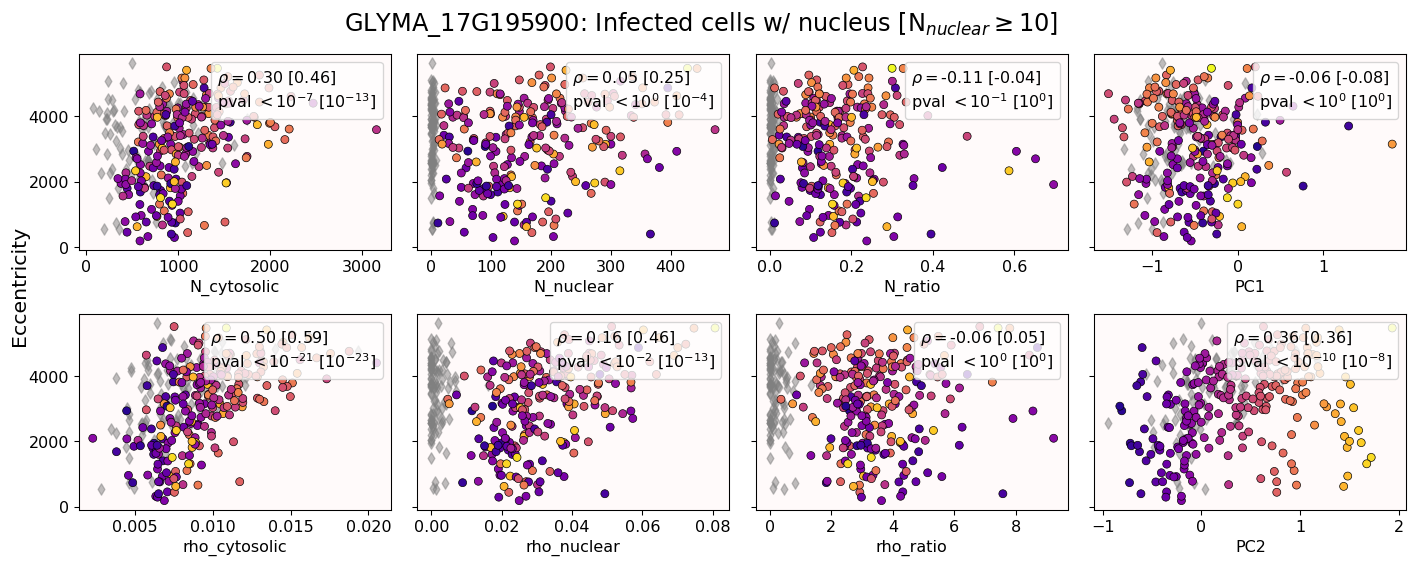 GLYMA_17G195900: Infected cells w/ nucleus [N_nuclear ≥ 10]
Eccentricity
ρ = 0.30 [0.46]
pval < 10^−7 [10^−13]
0
2000
4000
0
1000
2000
3000
N_cytosolic
ρ = 0.05 [0.25]
pval < 10^0 [10^−4]
0
100
200
300
400
N_nuclear
ρ = -0.11 [-0.04]
pval < 10^−1 [10^0]
0.0
0.2
0.4
0.6
N_ratio
ρ = -0.06 [-0.08]
pval < 10^0 [10^0]
−1
0
1
PC1
ρ = 0.50 [0.59]
pval < 10^−21 [10^−23]
0
2000
4000
0.005
0.010
0.015
0.020
rho_cytosolic
ρ = 0.16 [0.46]
pval < 10^−2 [10^−13]
0.00
0.02
0.04
0.06
0.08
rho_nuclear
ρ = -0.06 [0.05]
pval < 10^0 [10^0]
0
2
4
6
8
rho_ratio
ρ = 0.36 [0.36]
pval < 10^−10 [10^−8]
−1
0
1
2
PC2